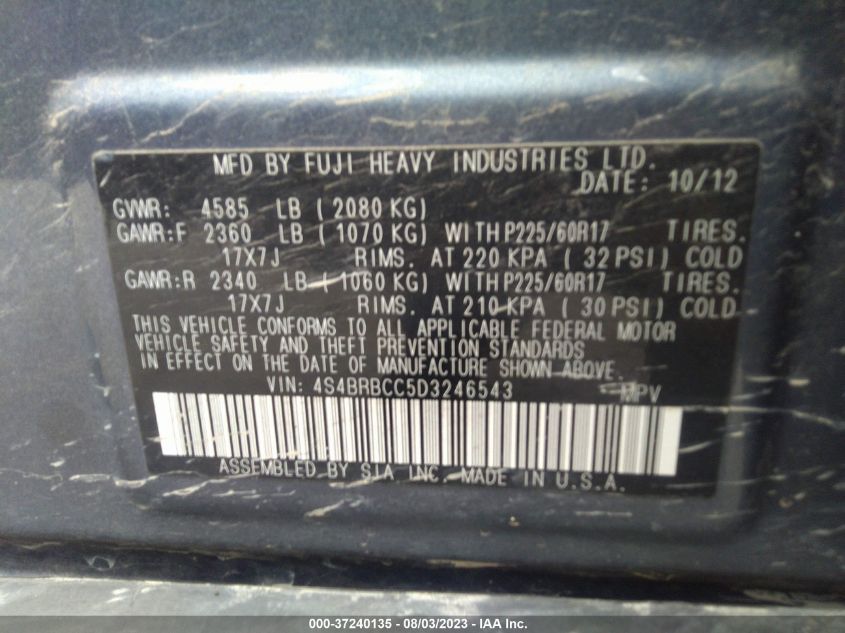 MFD BY FUJI HEAVY INDUSTRIES LTD.
DATE: 10/12
GVWR: 4585 LB ( 2080 KG)
GAWR:F 2360 LB ( 1070 KG) WITH P225/60R17 TIRES.
17X7J RIMS. AT 220 KPA ( 32 PSI) COLD
GAWR:R 2340 LB ( 1060 KG) WITH P225/60R17 TIRES.
17X7J RIMS. AT 210 KPA ( 30 PSI) COLD.
THIS VEHICLE CONFORMS TO ALL APPLICABLE FEDERAL MOTOR
VEHICLE SAFETY AND THEFT PREVENTION STANDARDS
IN EFFECT ON THE DATE OF MANUFACTURE SHOWN ABOVE.
VIN: 4S4BRBCC5D3246543 MPV
ASSEMBLED BY SIA INC. MADE IN U.S.A.
000-37240135 - 08/03/2023 - IAA Inc.